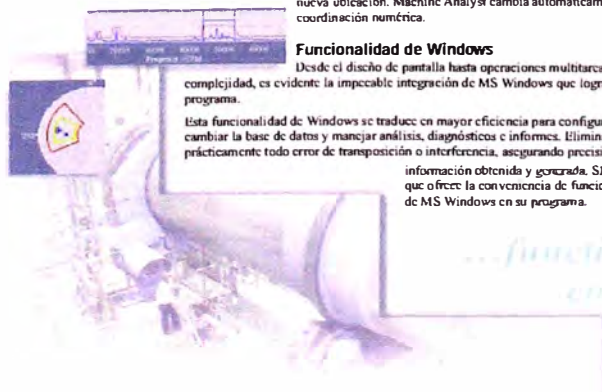 nueva ubicación. Machine Analyst cambia automáticam
coordinación numérica.
Funcionalidad de Windows
Desde el diseño de pantalla hasta operaciones multitarea
complejidad, es evidente la impecable integración de MS Windows que logr
programa.
Esta funcionalidad de Windows se traduce en mayor eficiencia para configu
cambiar la base de datos y manejar análisis, diagnósticos e informes. Elimin
prácticamente todo error de transposición o interferencia, asegurando precisi
información obtenida y generada.
que ofrece la conveniencia de funcio
de MS Windows en su programa.